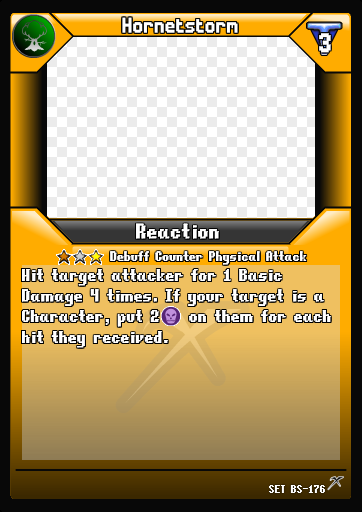 Hornetstorm
3
Reaction
Debuff Counter Physical Attack
Hit target attacker for 1 Basic
Damage 4 times. If your target is a
Character, put 2 on them for each
hit they received.
SET BS-176